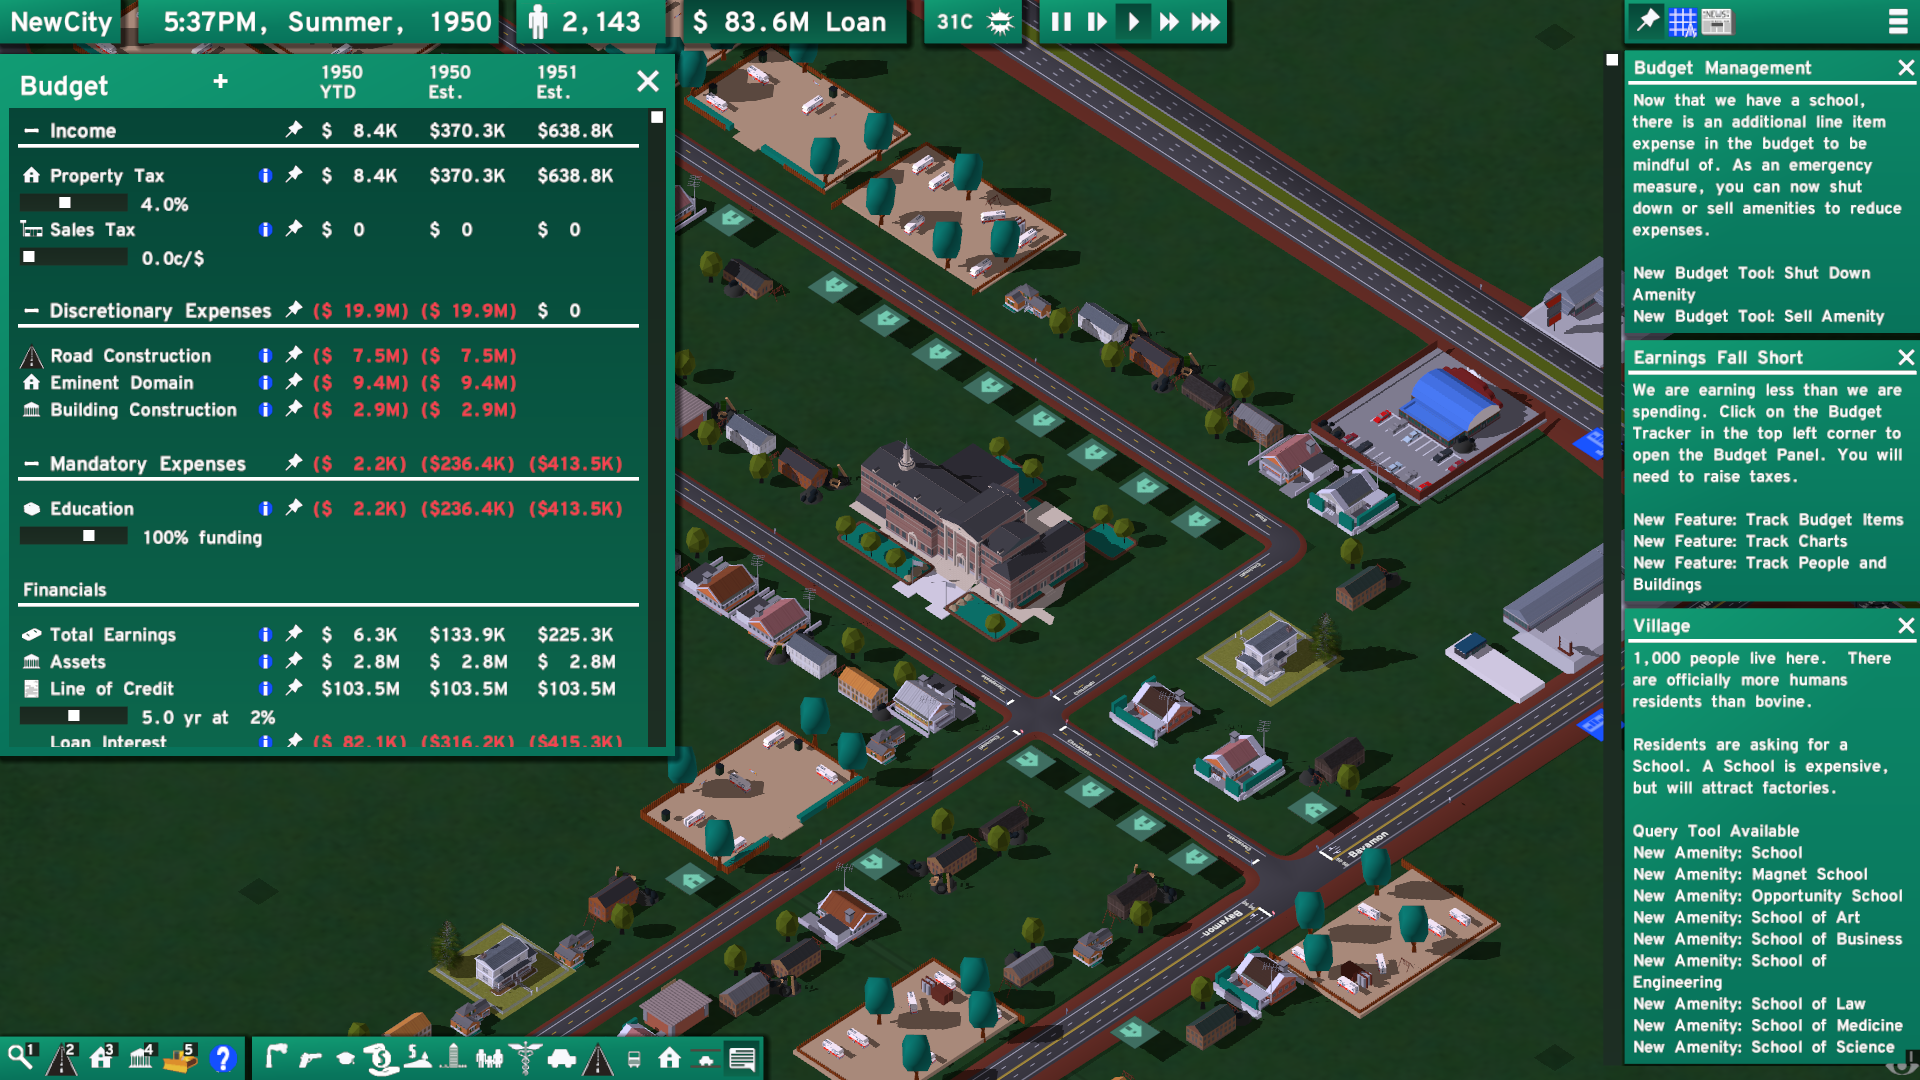 NewCity
5:37PM, Summer, 1950
2,143
$ 83.6M Loan
31C
Budget
+
1950 YTD
1950 Est.
1951 Est.
Income $ 8.4K $370.3K $638.8K
Property Tax i $ 8.4K $370.3K $638.8K
4.0%
Sales Tax i $ 0 $ 0 $ 0
0.0c/$
Discretionary Expenses ($ 19.9M) ($ 19.9M) $ 0
Road Construction i ($ 7.5M) ($ 7.5M)
Eminent Domain i ($ 9.4M) ($ 9.4M)
Building Construction i ($ 2.9M) ($ 2.9M)
Mandatory Expenses ($ 2.2K) ($236.4K) ($413.5K)
Education i ($ 2.2K) ($236.4K) ($413.5K)
100% funding
Financials
Total Earnings i $ 6.3K $133.9K $225.3K
Assets i $ 2.8M $ 2.8M $ 2.8M
Line of Credit i $103.5M $103.5M $103.5M
5.0 yr at 2%
Loan Interest i ($ 82.1K) ($316.2K) ($415.3K)
NEWS
Budget Management
Now that we have a school,
there is an additional line item
expense in the budget to be
mindful of. As an emergency
measure, you can now shut
down or sell amenities to reduce
expenses.
New Budget Tool: Shut Down
Amenity
New Budget Tool: Sell Amenity
Earnings Fall Short
We are earning less than we are
spending. Click on the Budget
Tracker in the top left corner to
open the Budget Panel. You will
need to raise taxes.
New Feature: Track Budget Items
New Feature: Track Charts
New Feature: Track People and
Buildings
Village
1,000 people live here. There
are officially more humans
residents than bovine.
Residents are asking for a
School. A School is expensive,
but will attract factories.
Query Tool Available
New Amenity: School
New Amenity: Magnet School
New Amenity: Opportunity School
New Amenity: School of Art
New Amenity: School of Business
New Amenity: School of
Engineering
New Amenity: School of Law
New Amenity: School of Medicine
New Amenity: School of Science
Bayamon
Bayamon
1 2 3 4 5 ?